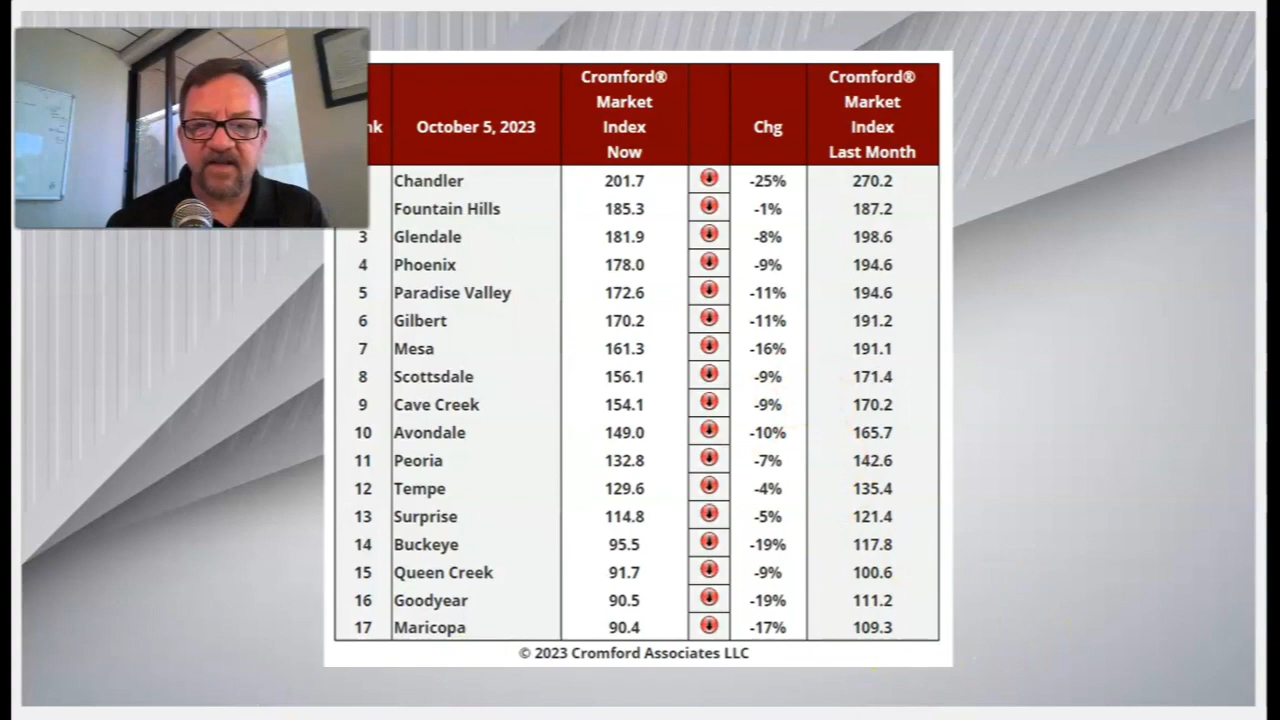 nk October 5, 2023 Cromford® Market Index Now Chg Cromford® Market Index Last Month
Chandler 201.7 -25% 270.2
Fountain Hills 185.3 -1% 187.2
3 Glendale 181.9 -8% 198.6
4 Phoenix 178.0 -9% 194.6
5 Paradise Valley 172.6 -11% 194.6
6 Gilbert 170.2 -11% 191.2
7 Mesa 161.3 -16% 191.1
8 Scottsdale 156.1 -9% 171.4
9 Cave Creek 154.1 -9% 170.2
10 Avondale 149.0 -10% 165.7
11 Peoria 132.8 -7% 142.6
12 Tempe 129.6 -4% 135.4
13 Surprise 114.8 -5% 121.4
14 Buckeye 95.5 -19% 117.8
15 Queen Creek 91.7 -9% 100.6
16 Goodyear 90.5 -19% 111.2
17 Maricopa 90.4 -17% 109.3
© 2023 Cromford Associates LLC